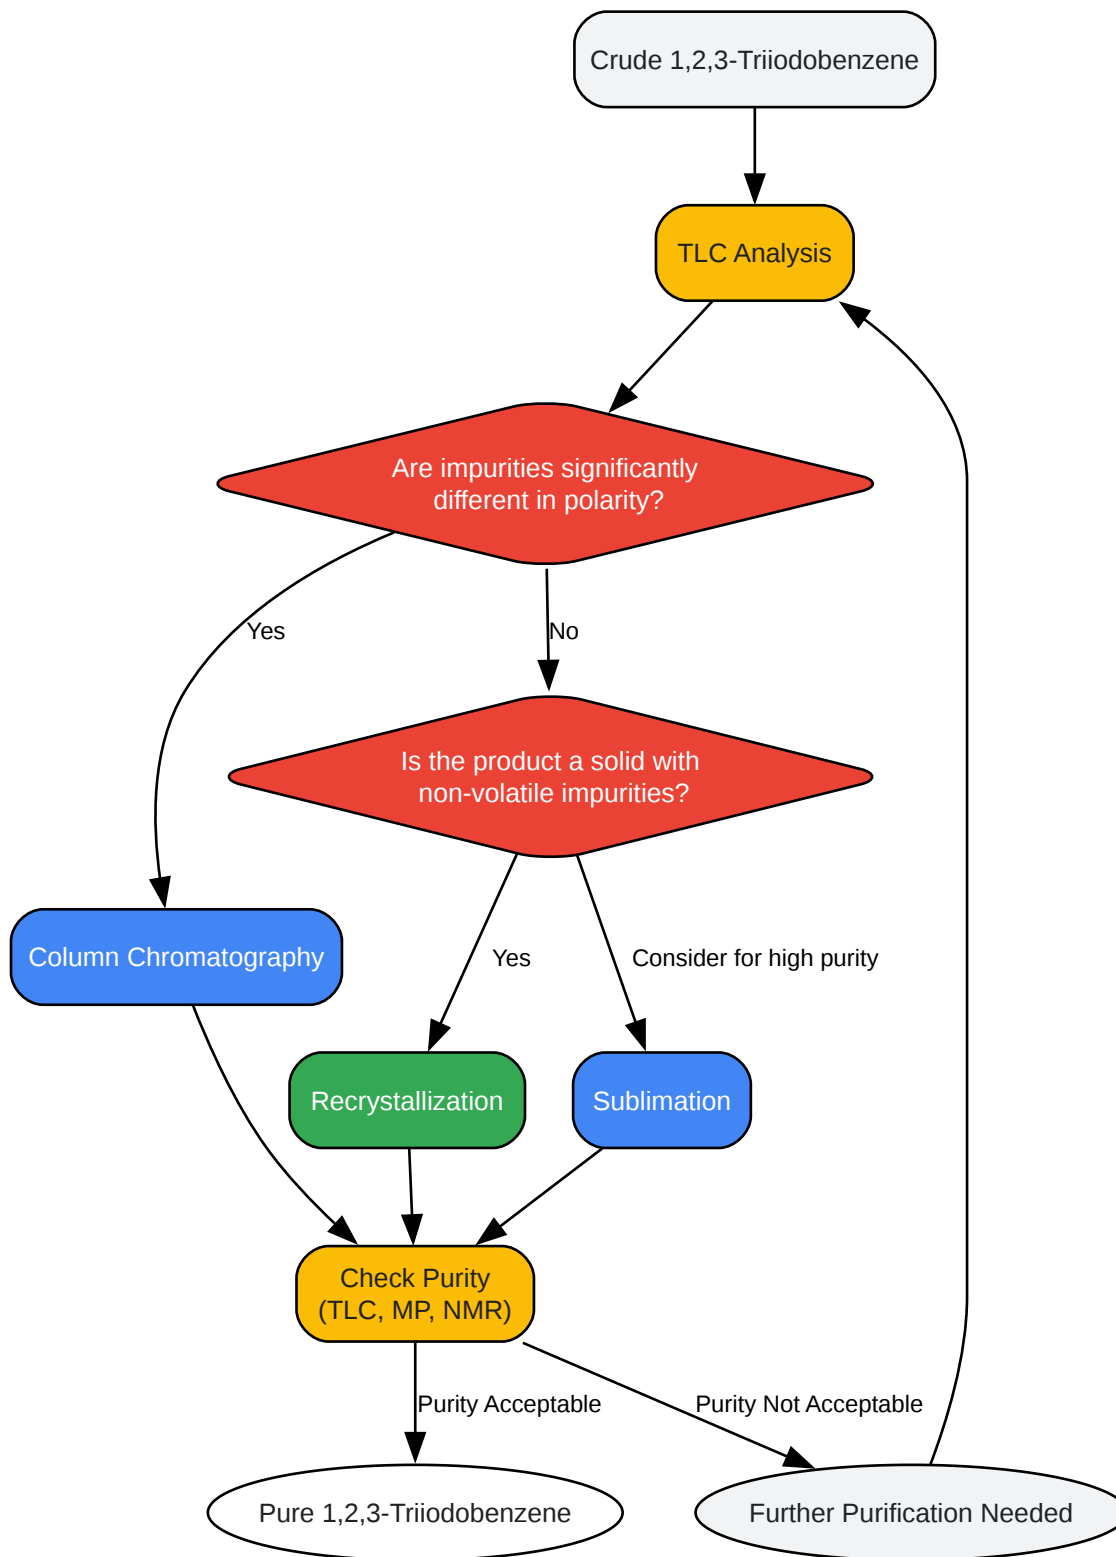 Crude 1,2,3-Triiodobenzene
TLC Analysis
Are impurities significantly
different in polarity?
Yes
No
Is the product a solid with
non-volatile impurities?
Column Chromatography
Yes
Consider for high purity
Recrystallization
Sublimation
Check Purity
(TLC, MP, NMR)
Purity Acceptable
Purity Not Acceptable
Pure 1,2,3-Triiodobenzene
Further Purification Needed